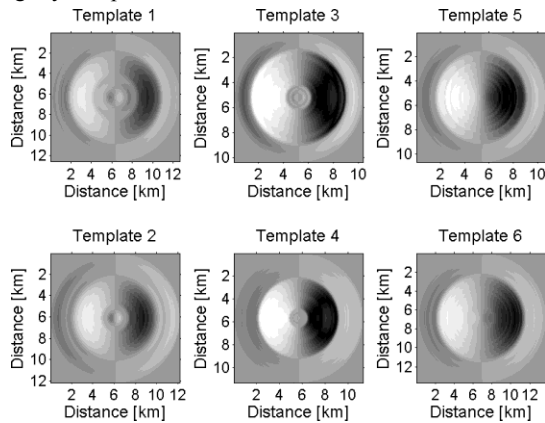 Template 1
Template 3
Template 5
Distance [km]
2
4
6
8
10
12
2 4 6 8 10 12
Distance [km]
Distance [km]
2
4
6
8
10
2 4 6 8 10
Distance [km]
Distance [km]
2
4
6
8
10
2 4 6 8 10
Distance [km]
Template 2
Template 4
Template 6
Distance [km]
2
4
6
8
10
12
2 4 6 8 10 12
Distance [km]
Distance [km]
2
4
6
8
10
2 4 6 8 10
Distance [km]
Distance [km]
2
4
6
8
10
12
2 4 6 8 10 12
Distance [km]